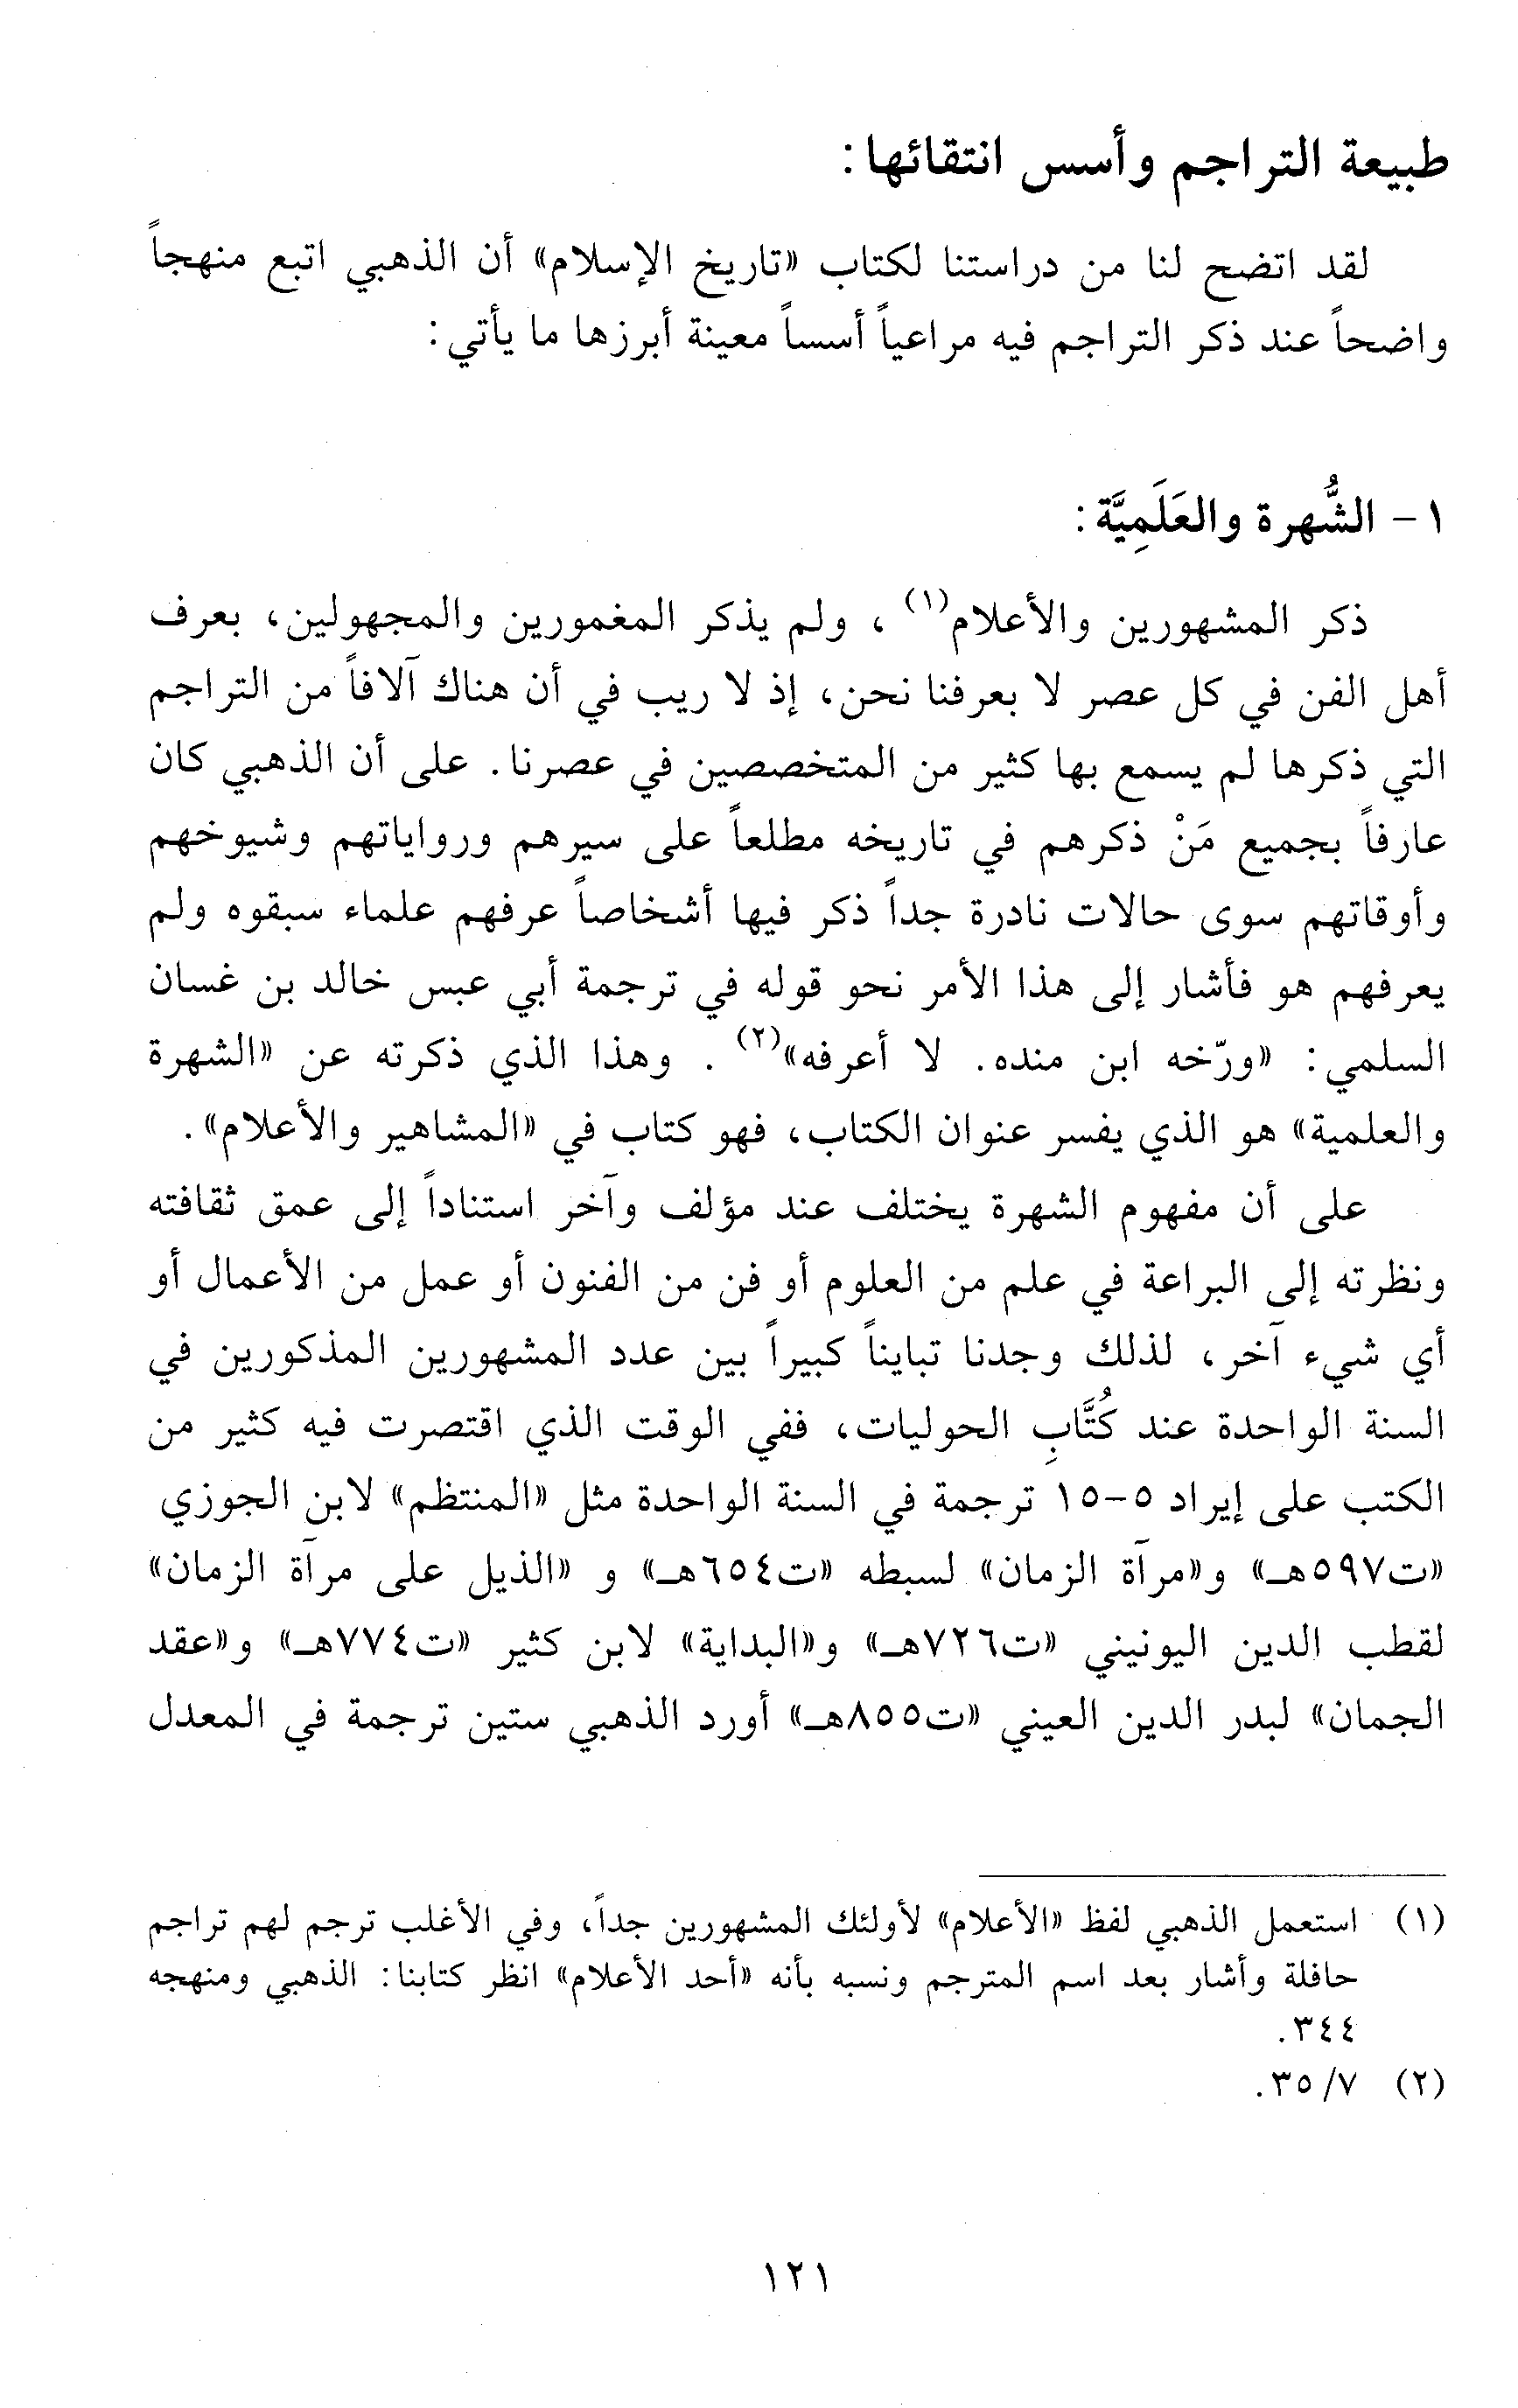 طبيعة التراجم وأسس انتقائها:
لقد اتضح لنا من دراستنا لكتاب «تاريخ الإسلام» أن الذهبي اتبع منهجاً
واضحاً عند ذكر التراجم فيه مراعياً أسساً معينة أبرزها ما يأتي:
١ - الشُّهرة والعَلَمِيَّة:
ذكر المشهورين والأعلام(١)، ولم يذكر المغمورين والمجهولين، بعرف
أهل الفن في كل عصر لا بعرفنا نحن، إذ لا ريب في أن هناك آلافاً من التراجم
التي ذكرها لم يسمع بها كثير من المتخصصين في عصرنا. على أن الذهبي كان
عارفاً بجميع مَنْ ذكرهم في تاريخه مطلعاً على سيرهم ورواياتهم وشيوخهم
وأوقاتهم سوى حالات نادرة جداً ذكر فيها أشخاصاً عرفهم علماء سبقوه ولم
يعرفهم هو فأشار إلى هذا الأمر نحو قوله في ترجمة أبي عبس خالد بن غسان
السلمي: «ورّخه ابن منده. لا أعرفه»(٢). وهذا الذي ذكرته عن «الشهرة
والعلمية» هو الذي يفسر عنوان الكتاب، فهو كتاب في «المشاهير والأعلام».
على أن مفهوم الشهرة يختلف عند مؤلف وآخر استناداً إلى عمق ثقافته
ونظرته إلى البراعة في علم من العلوم أو فن من الفنون أو عمل من الأعمال أو
أي شيء آخر، لذلك وجدنا تبايناً كبيراً بين عدد المشهورين المذكورين في
السنة الواحدة عند كُتَّابِ الحوليات، ففي الوقت الذي اقتصرت فيه كثير من
الكتب على إيراد ٥-١٥ ترجمة في السنة الواحدة مثل «المنتظم» لابن الجوزي
«ت٥٩٧هـ» و«مرآة الزمان» لسبطه «ت٦٥٤هـ» و «الذيل على مرآة الزمان»
لقطب الدين اليونيني «ت٧٢٦هـ» و«البداية» لابن كثير «ت٧٧٤هـ» و«عقد
الجمان» لبدر الدين العيني «ت٨٥٥هـ» أورد الذهبي ستين ترجمة في المعدل
(١) استعمل الذهبي لفظ «الأعلام» لأولئك المشهورين جداً، وفي الأغلب ترجم لهم تراجم
حافلة وأشار بعد اسم المترجم ونسبه بأنه «أحد الأعلام» انظر كتابنا: الذهبي ومنهجه
٣٤٤.
(٢) ٧/ ٣٥.
١٢١